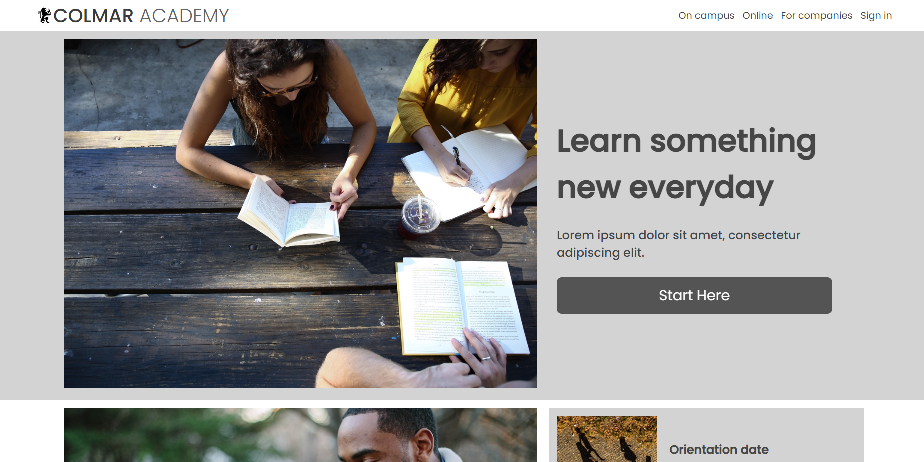 COLMAR ACADEMY
On campus Online For companies Sign in
Learn something
new everyday
Lorem ipsum dolor sit amet, consectetur
adipiscing elit.
Start Here
Orientation date